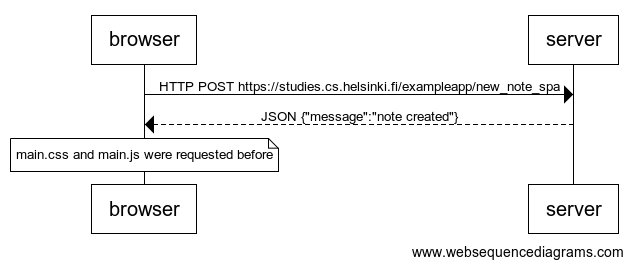 browser
server
HTTP POST https://studies.cs.helsinki.fi/exampleapp/new_note_spa
JSON {"message":"note created"}
main.css and main.js were requested before
browser
server
www.websequencediagrams.com